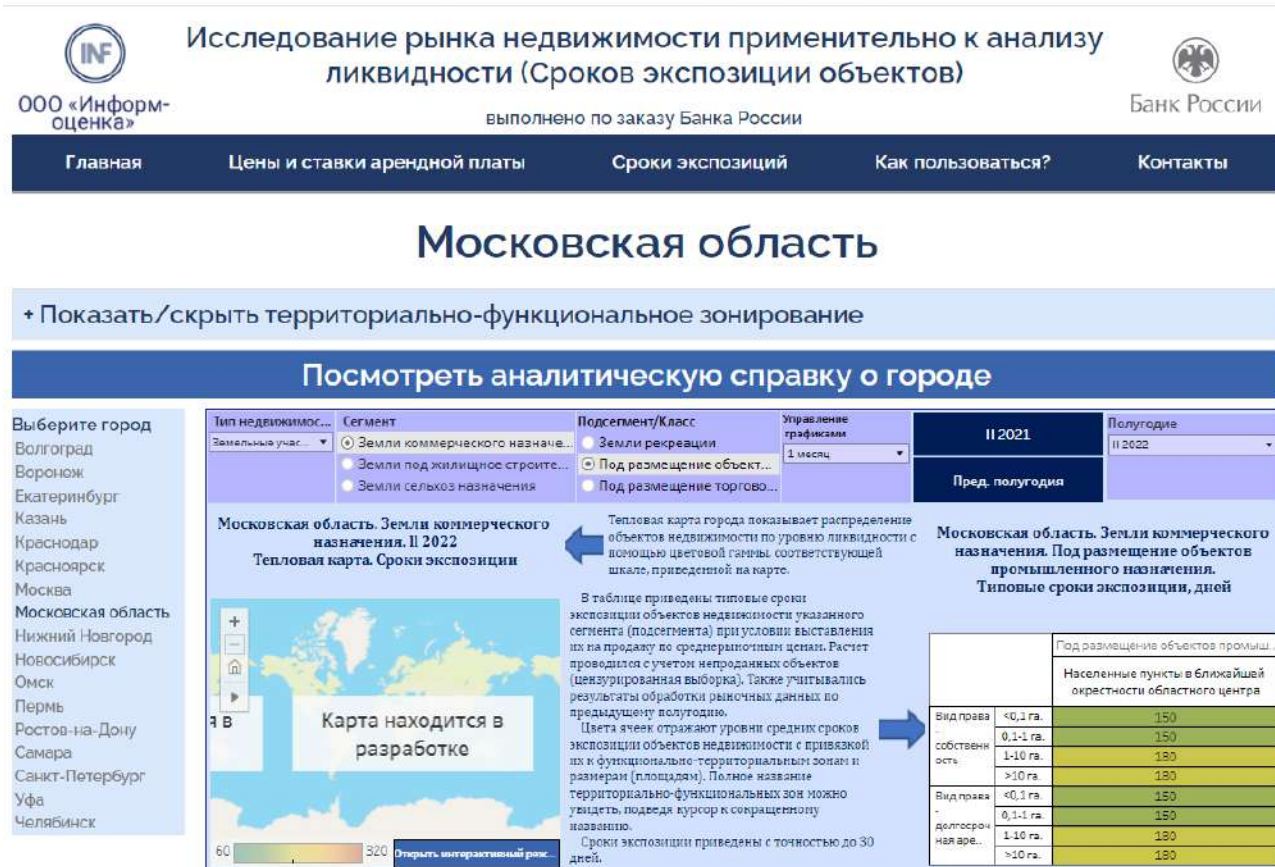 INF
ООО «Информ-
оценка»
Исследование рынка недвижимости применительно к анализу
ликвидности (Сроков экспозиции объектов)
выполнено по заказу Банка России
Банк России
Главная
Цены и ставки арендной платы
Сроки экспозиций
Как пользоваться?
Контакты
Московская область
+ Показать/скрыть территориально-функциональное зонирование
Посмотреть аналитическую справку о городе
Выберите город
Волгоград
Воронеж
Екатеринбург
Казань
Краснодар
Красноярск
Москва
Московская область
Нижний Новгород
Новосибирск
Омск
Пермь
Ростов-на-Дону
Самара
Санкт-Петербург
Уфа
Челябинск
Тип недвижимос...
Земельные учас...
Сегмент
Земли коммерческого назначе...
Земли под жилищное строите...
Земли сельхоз назначения
Подсегмент/Класс
Земли рекреации
Под размещение объект...
Под размещение торгово...
Управление
графиками
1 месяц
II 2021
Пред. полугодия
Полугодие
II 2022
Московская область. Земли коммерческого
назначения. II 2022
Тепловая карта. Сроки экспозиции
я в
Карта находится в
разработке
60
320
Открыть интерактивный реж...
Тепловая карта города показывает распределение
объектов недвижимости по уровню ликвидности с
помощью цветовой гаммы, соответствующей
шкале, приведенной на карте.
В таблице приведены типовые сроки
экспозиции объектов недвижимости указанного
сегмента (подсегмента) при условии выставления
их на продажу по среднерыночным ценам. Расчет
проводился с учетом непроданных объектов
(цензурированная выборка). Также учитывались
результаты обработки рыночных данных по
предыдущему полугодию.
Цвета ячеек отражают уровни средних сроков
экспозиции объектов недвижимости с привязкой
их к функционально-территориальным зонам и
размерам (площадям). Полное название
территориально-функциональных зон можно
увидеть, подведя курсор к сокращенному
названию.
Сроки экспозиции приведены с точностью до 30
дней.
Московская область. Земли коммерческого
назначения. Под размещение объектов
промышленного назначения.
Типовые сроки экспозиции, дней
Под размещение объектов промыш...
Населенные пункты в ближайшей
окрестности областного центра
Вид права
-
собственн
ость
<0,1 га. 150
0,1-1 га. 150
1-10 га. 180
>10 га. 180
Вид права
-
долгосроч
ная аре..
<0,1 га. 150
0,1-1 га. 150
1-10 га. 180
>10 га. 180